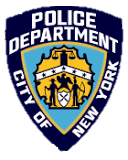 POLICE
DEPARTMENT
CITY OF
NEW YORK